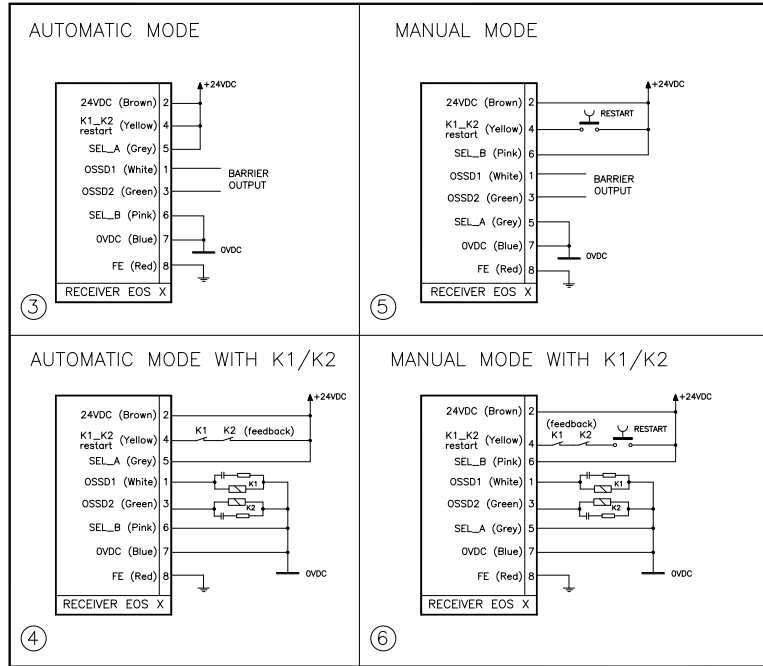 AUTOMATIC MODE
+24VDC
24VDC (Brown) 2
K1_K2
restart (Yellow) 4
SEL_A (Grey) 5
OSSD1 (White) 1
BARRIER
OUTPUT
OSSD2 (Green) 3
SEL_B (Pink) 6
0VDC (Blue) 7
0VDC
FE (Red) 8
RECEIVER EOS X
3
MANUAL MODE
+24VDC
24VDC (Brown) 2
RESTART
K1_K2
restart (Yellow) 4
SEL_B (Pink) 6
OSSD1 (White) 1
BARRIER
OUTPUT
OSSD2 (Green) 3
SEL_A (Grey) 5
0VDC (Blue) 7
0VDC
FE (Red) 8
RECEIVER EOS X
5
AUTOMATIC MODE WITH K1/K2
+24VDC
24VDC (Brown) 2
K1 K2 (feedback)
K1_K2
restart (Yellow) 4
SEL_A (Grey) 5
OSSD1 (White) 1
K1
OSSD2 (Green) 3
K2
SEL_B (Pink) 6
0VDC (Blue) 7
FE (Red) 8
0VDC
RECEIVER EOS X
4
MANUAL MODE WITH K1/K2
+24VDC
24VDC (Brown) 2
(feedback)
K1 K2
RESTART
K1_K2
restart (Yellow) 4
SEL_B (Pink) 6
OSSD1 (White) 1
K1
OSSD2 (Green) 3
K2
SEL_A (Grey) 5
0VDC (Blue) 7
FE (Red) 8
0VDC
RECEIVER EOS X
6